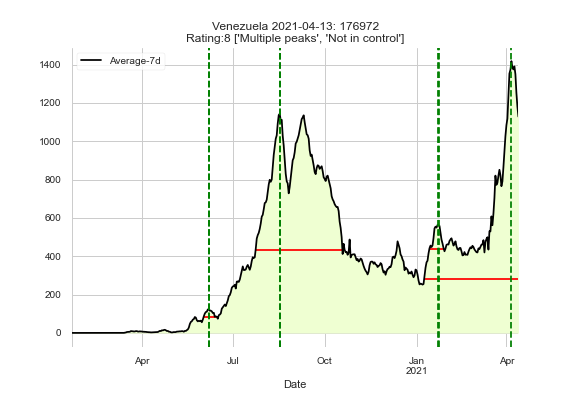 Venezuela 2021-04-13: 176972
Rating:8 ['Multiple peaks', 'Not in control']
Average-7d
1400
1200
1000
800
600
400
200
0
Apr Jul Oct Jan Apr
2021
Date